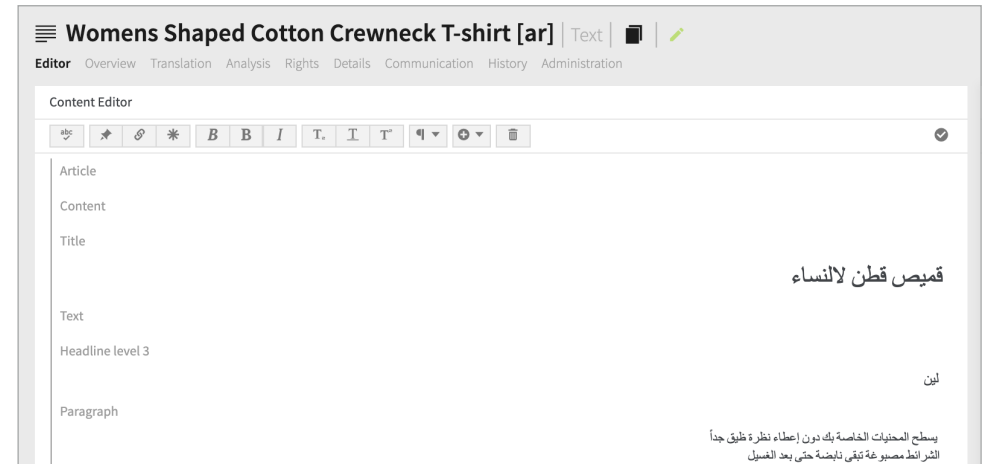 Womens Shaped Cotton Crewneck T-shirt [ar] | Text
Editor Overview Translation Analysis Rights Details Communication History Administration
Content Editor
abc B B I T T T ¶
Article
Content
Title
قميص قطن لالنساء
Text
Headline level 3
لين
Paragraph
يسطح المحنيات الخاصة بك دون إعطاء نظرة ظيق جداً
الشرائط مصبوغة تبقى نابضة حتى بعد الغسيل